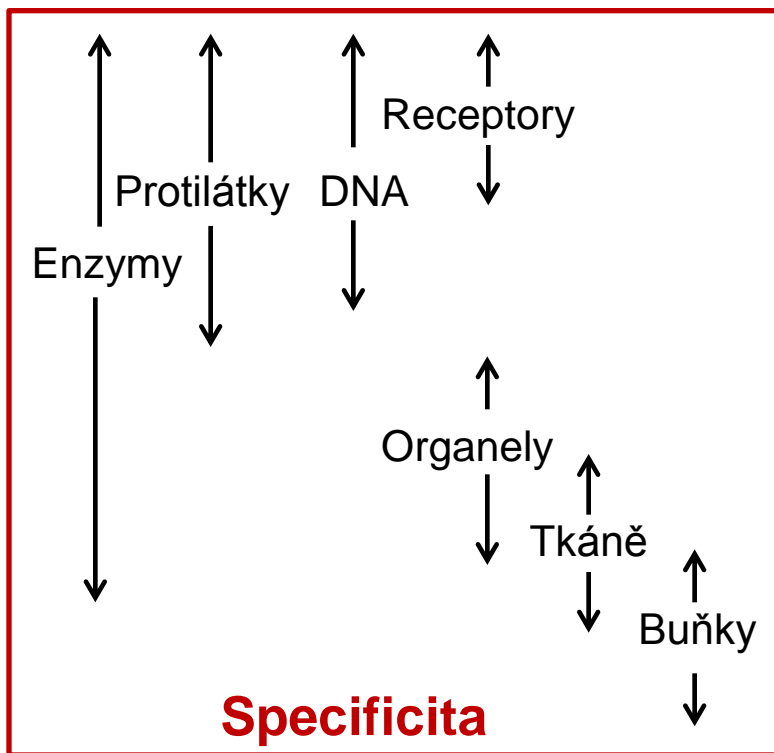 Receptory
Protilátky DNA
Enzymy
Organely
Tkáně
Buňky
Specificita